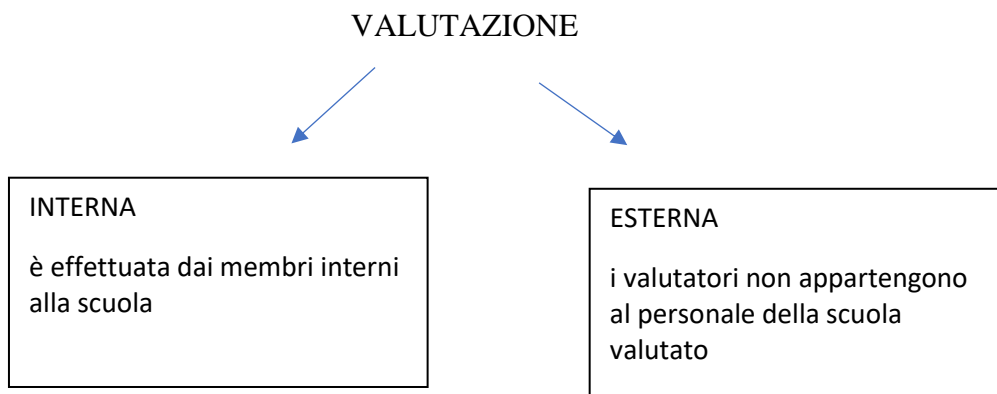 VALUTAZIONE
INTERNA
è effettuata dai membri interni
alla scuola
ESTERNA
i valutatori non appartengono
al personale della scuola
valutato